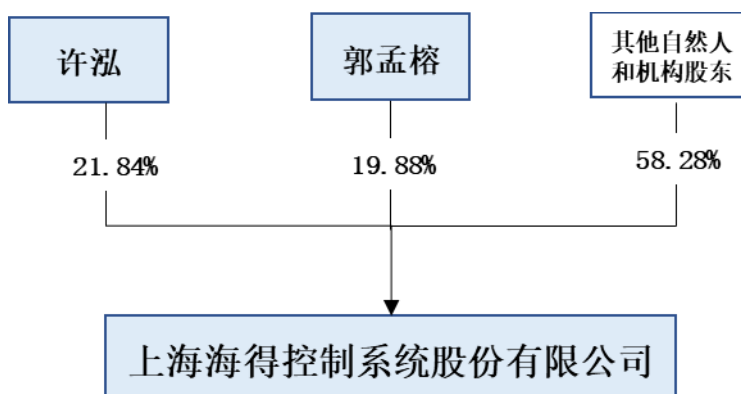 许泓
郭孟榕
其他自然人
和机构股东
21.84%
19.88%
58.28%
上海海得控制系统股份有限公司